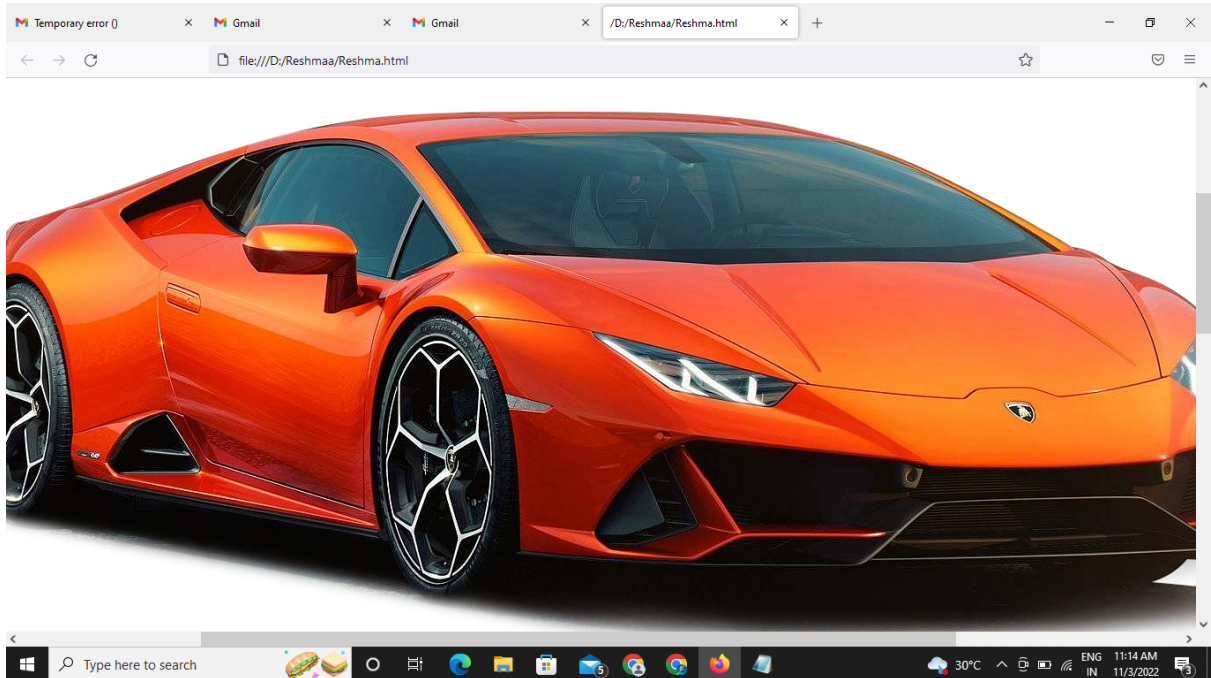 Temporary error ()
Gmail
Gmail
/D:/Reshmaa/Reshma.html
file:///D:/Reshmaa/Reshma.html
Type here to search
5
30°C
ENG
IN
11:14 AM
11/3/2022
3